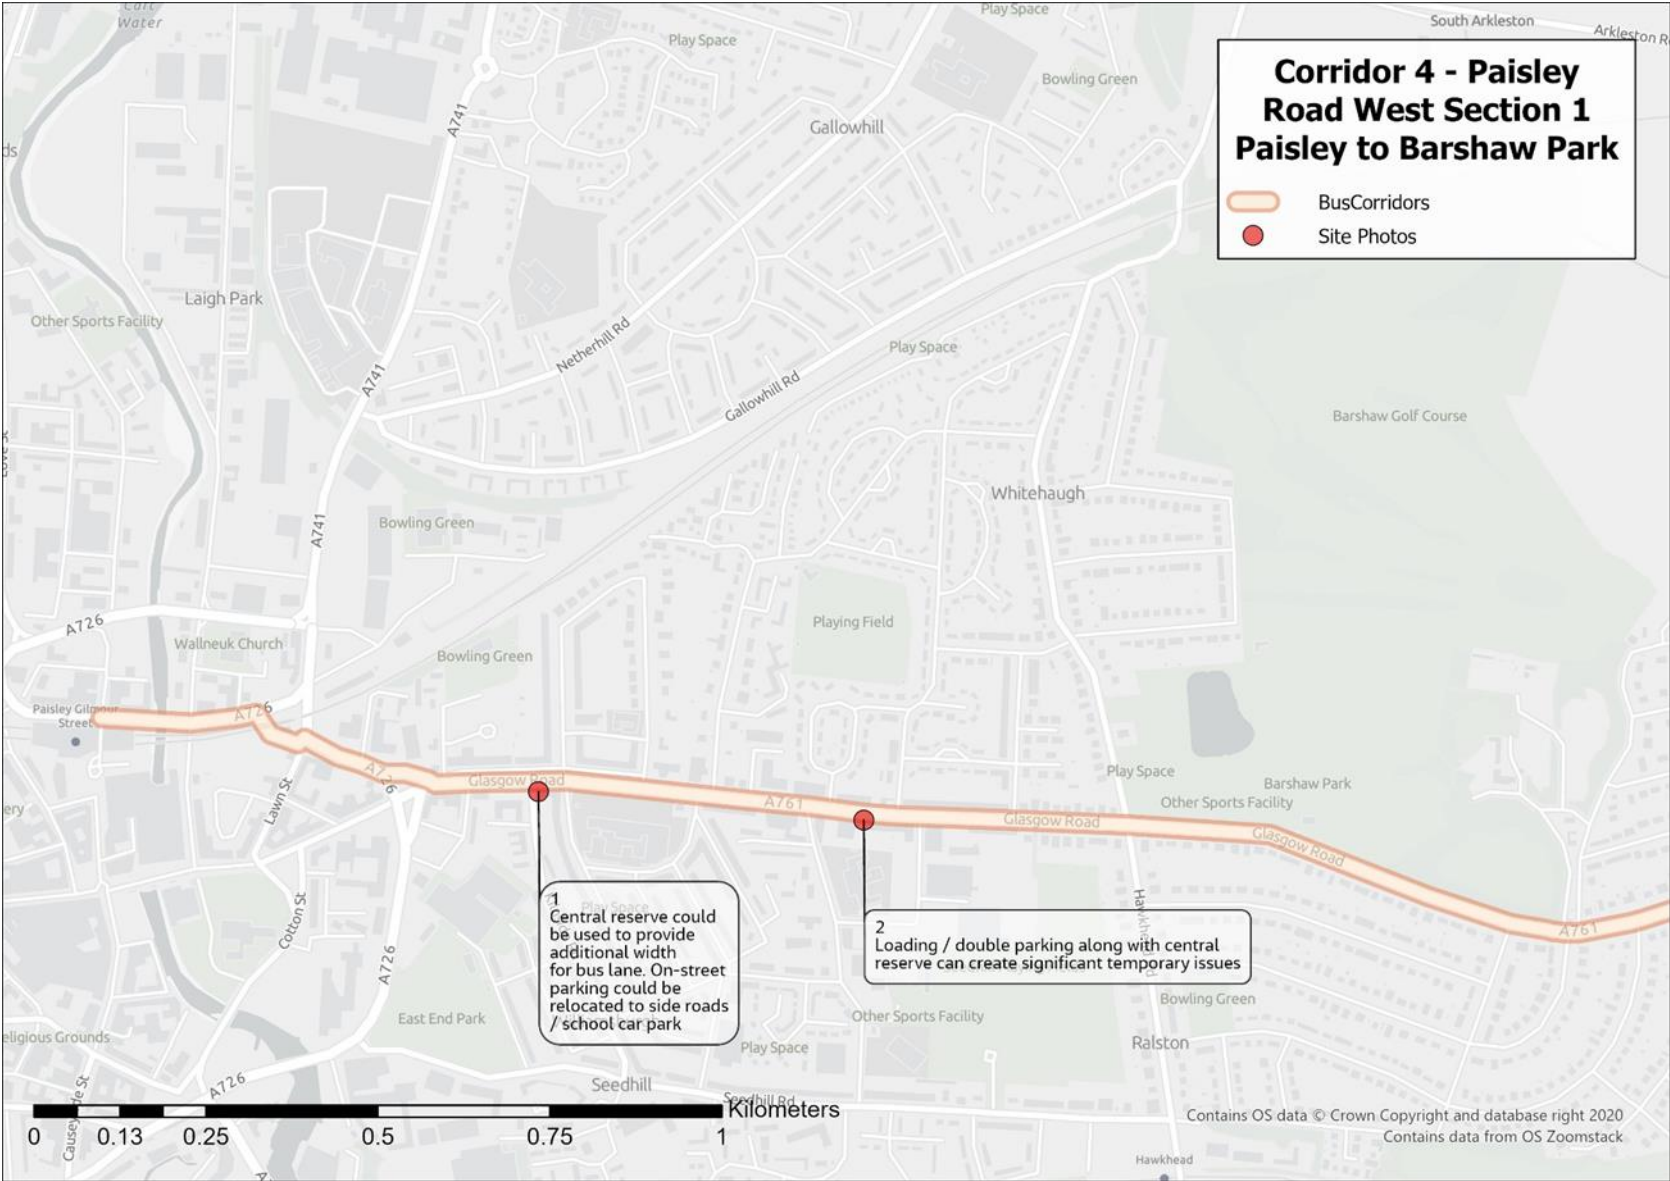 Cart
Water
Play Space
South Arkleston
Arkleston R
Play Space
Bowling Green
Corridor 4 - Paisley
Road West Section 1
Paisley to Barshaw Park
BusCorridors
Site Photos
A741
Gallowhill
ds
Laigh Park
Other Sports Facility
Netherhill Rd
Play Space
Gallowhill Rd
A741
Barshaw Golf Course
Whitehaugh
Bowling Green
A741
A726
Wallneuk Church
Playing Field
Bowling Green
Paisley Gilmour
Street
A726
A726
Glasgow Road
A761
Glasgow Road
Play Space
Barshaw Park
Other Sports Facility
Glasgow Road
Lawn St
ery
Cotton St
A726
1
Central reserve could
be used to provide
additional width
for bus lane. On-street
parking could be
relocated to side roads
/ school car park
Play Space
2
Loading / double parking along with central
reserve can create significant temporary issues
A761
Bowling Green
East End Park
Other Sports Facility
eligious Grounds
Play Space
Ralston
Seedhill
A726
Seedhill Rd
Kilometers
0 0.13 0.25 0.5 0.75 1
Contains OS data © Crown Copyright and database right 2020
Contains data from OS Zoomstack
Hawkhead